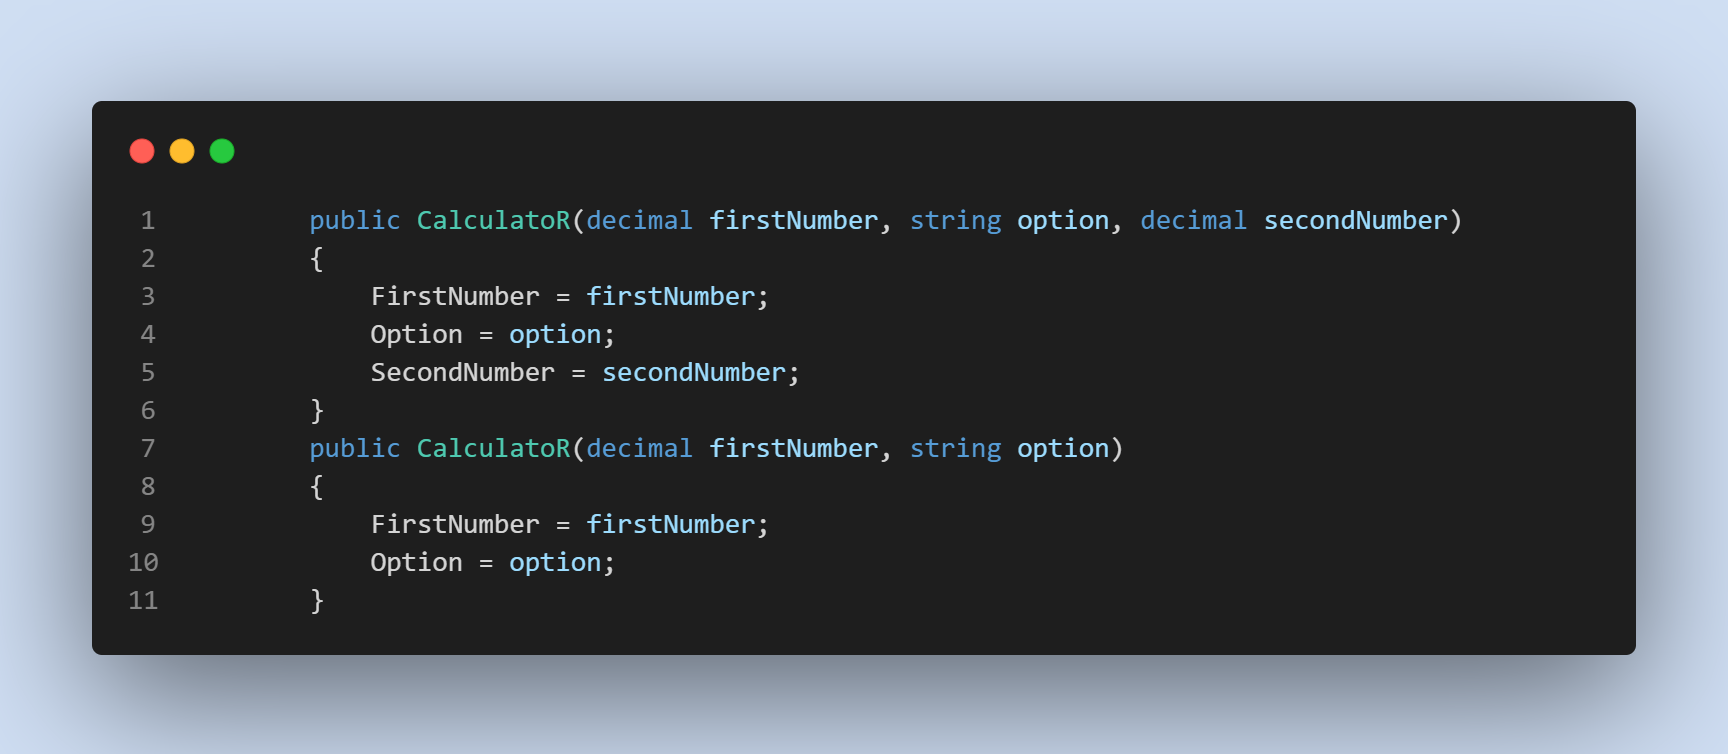 1 public CalculatoR(decimal firstNumber, string option, decimal secondNumber)
2 {
3 FirstNumber = firstNumber;
4 Option = option;
5 SecondNumber = secondNumber;
6 }
7 public CalculatoR(decimal firstNumber, string option)
8 {
9 FirstNumber = firstNumber;
10 Option = option;
11 }